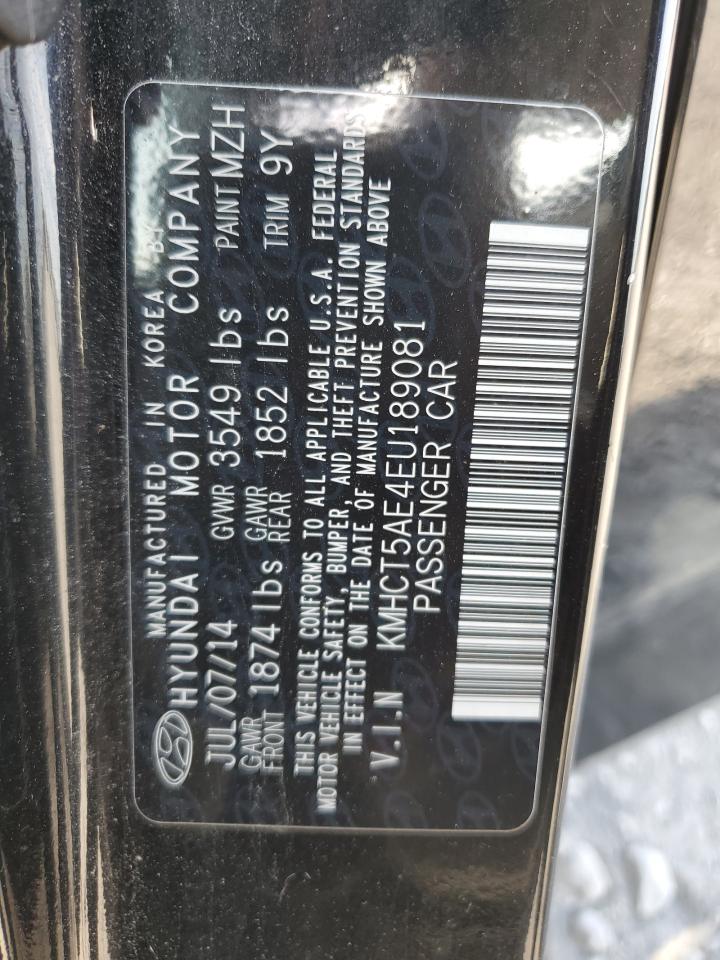 MANUFACTURED IN KOREA BY
HYUNDAI MOTOR COMPANY
JUL/07/14 GVWR 3549 lbs PAINT MZH
GAWR FRONT 1874 lbs GAWR REAR 1852 lbs TRIM 9Y
THIS VEHICLE CONFORMS TO ALL APPLICABLE U.S.A. FEDERAL
MOTOR VEHICLE SAFETY, BUMPER, AND THEFT PREVENTION STANDARDS
IN EFFECT ON THE DATE OF MANUFACTURE SHOWN ABOVE
V.I.N KMHCT5AE4EU189081
PASSENGER CAR